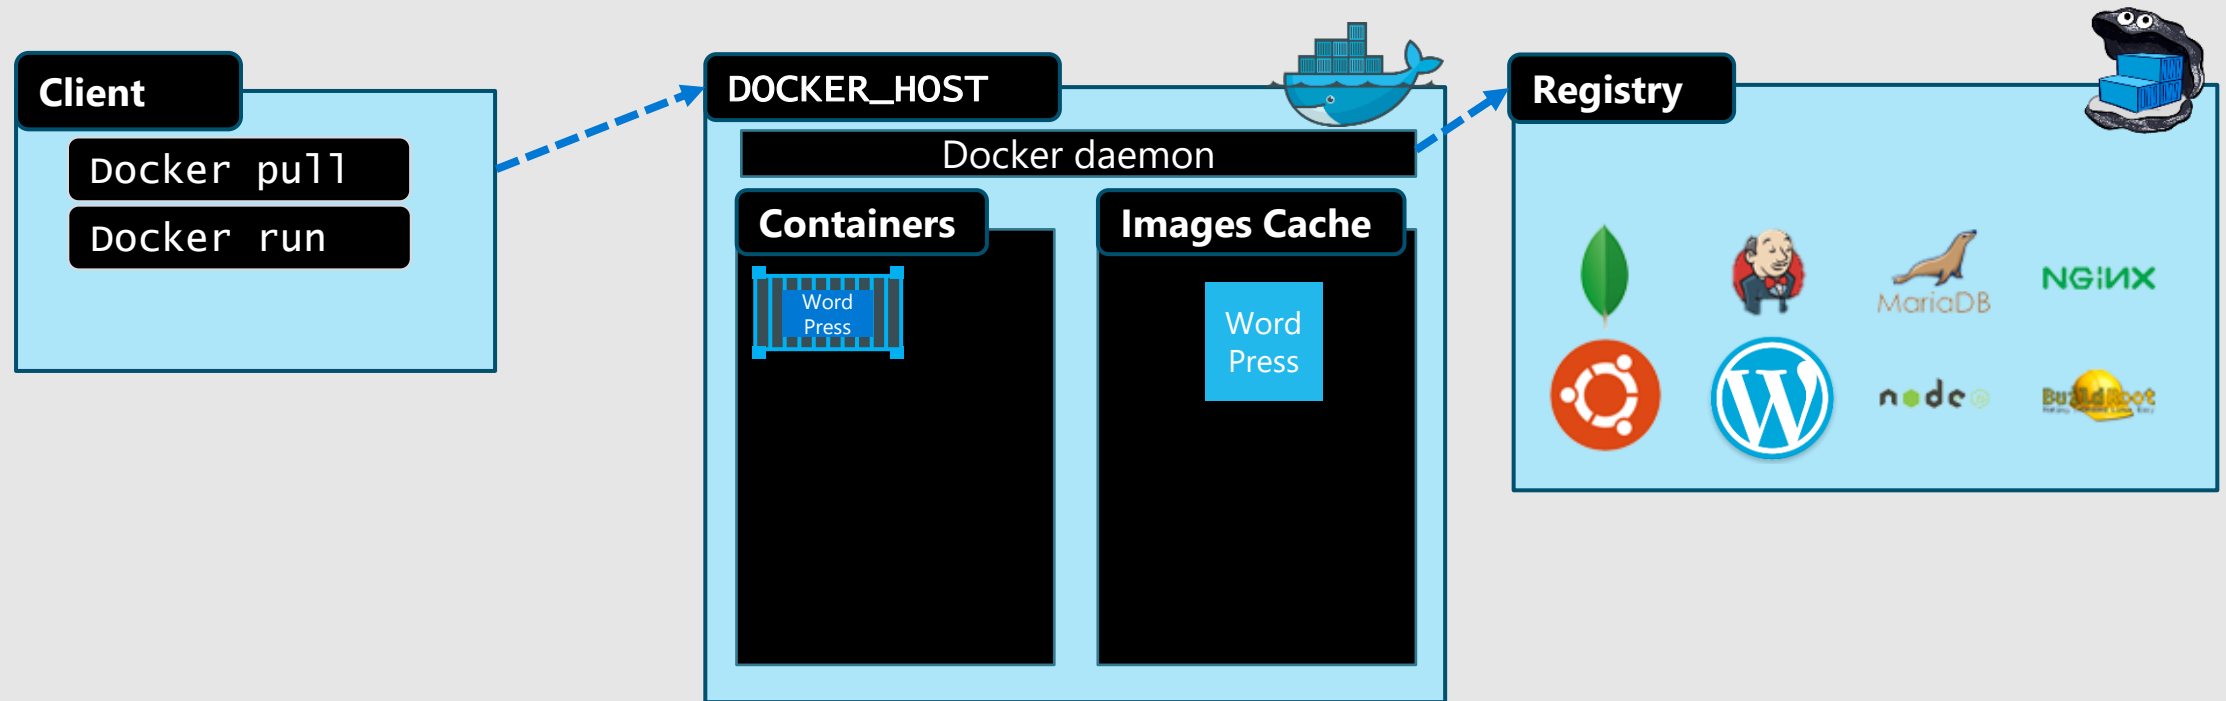 Client
Docker pull
Docker run
DOCKER_HOST
Docker daemon
Containers
Word
Press
Images Cache
Word
Press
Registry
MariaDB
NGINX
node
BuildRoot